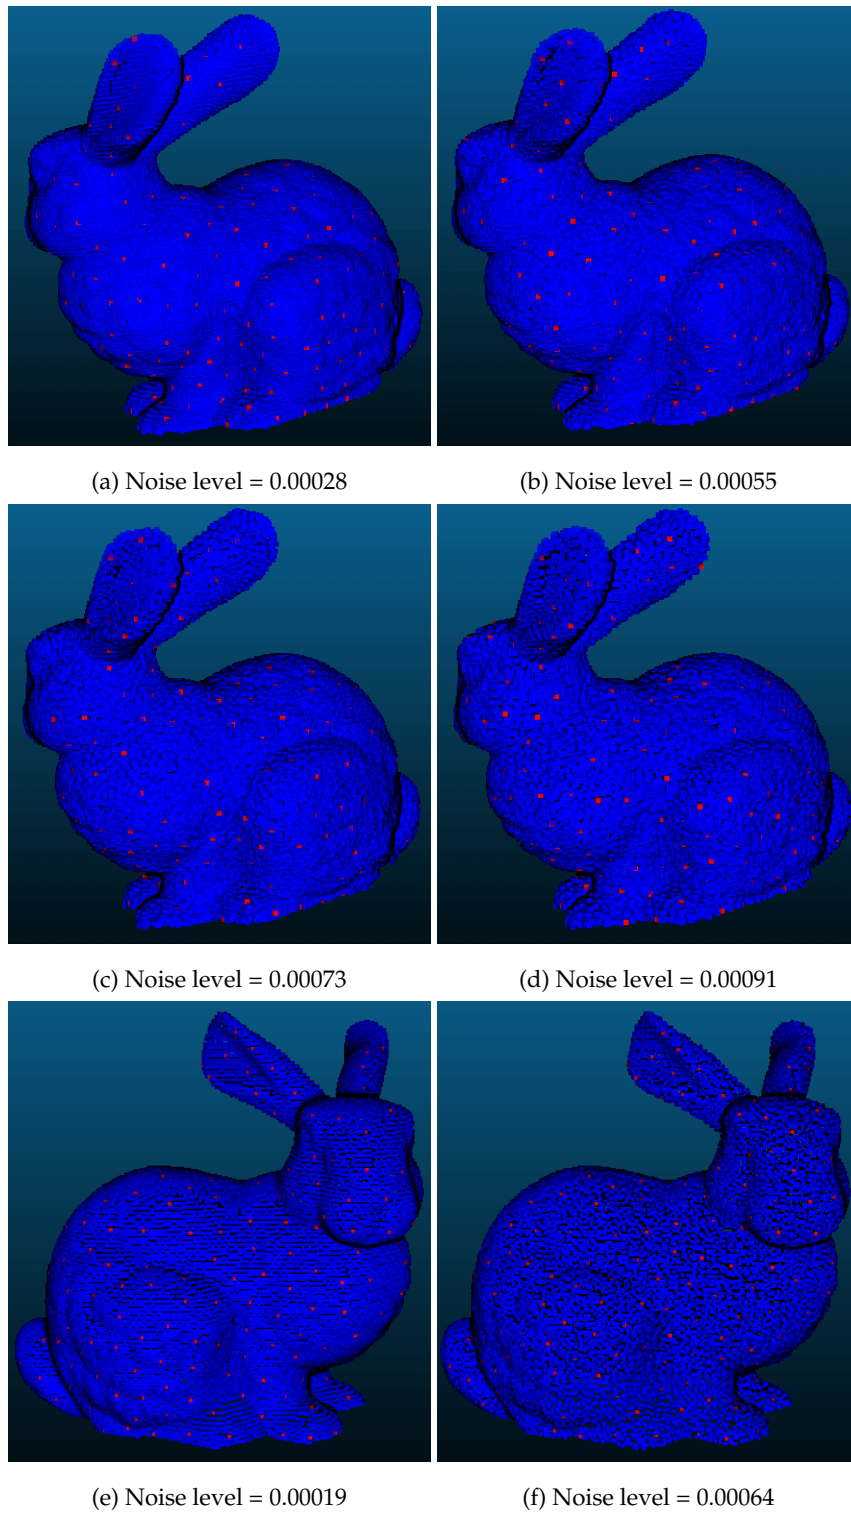 (a) Noise level = 0.00028
(b) Noise level = 0.00055
(c) Noise level = 0.00073
(d) Noise level = 0.00091
(e) Noise level = 0.00019
(f) Noise level = 0.00064